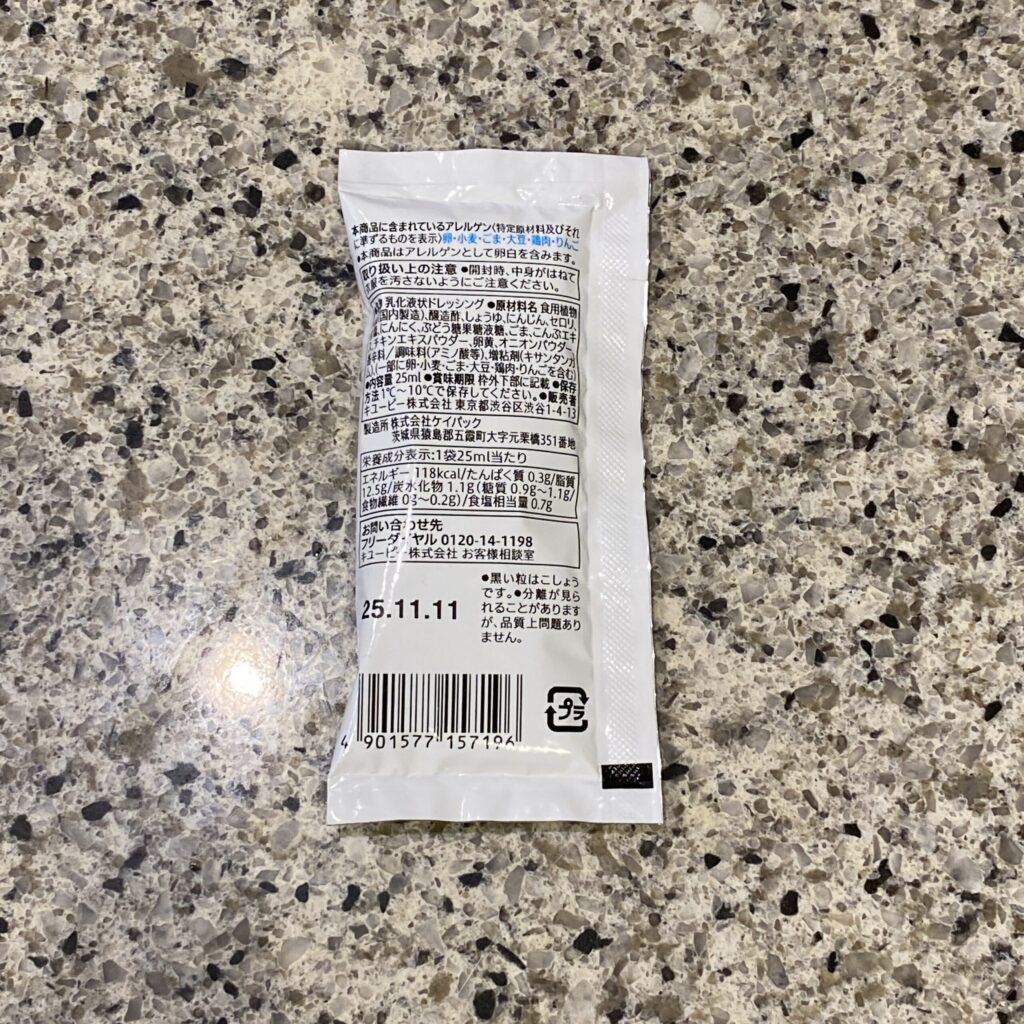 本商品に含まれているアレルゲン(特定原材料及びそれ
に準ずるものを表示)卵・小麦・ごま・大豆・鶏肉・りんご
●本商品はアレルゲンとして卵白を含みます。
取り扱い上の注意 ●開封時、中身がはねて
衣服を汚さないようにご注意ください。
乳化液状ドレッシング ●原材料名 食用植物
(国内製造)、醸造酢、しょうゆ、にんじん、セロリ、
にんにく、ぶどう糖果糖液糖、ごま、こんぶエキ
チキンエキスパウダー、卵黄、オニオンパウダー、
香辛料/調味料(アミノ酸等)、増粘剤(キサンタンガ
)、(一部に卵・小麦・ごま・大豆・鶏肉・りんごを含む)
●内容量 25ml ●賞味期限 枠外下部に記載 ●保存
方法 1℃~10℃で保存してください。●販売者
キユーピー株式会社 東京都渋谷区渋谷1-4-13
製造所 株式会社ケイパック
茨城県猿島郡五霞町大字元栗橋351番地
栄養成分表示:1袋25ml当たり
エネルギー 118kcal/たんぱく質 0.3g/脂質
12.5g/炭水化物 1.1g(糖質 0.9g~1.1g/
食物繊維 0g~0.2g)/食塩相当量 0.7g
お問い合わせ先
フリーダイヤル 0120-14-1198
キユーピー株式会社 お客様相談室
●黒い粒はこしょう
です。●分離が見ら
れることがあります
が、品質上問題あり
ません。
25.11.11
プラ
4 901577 157196